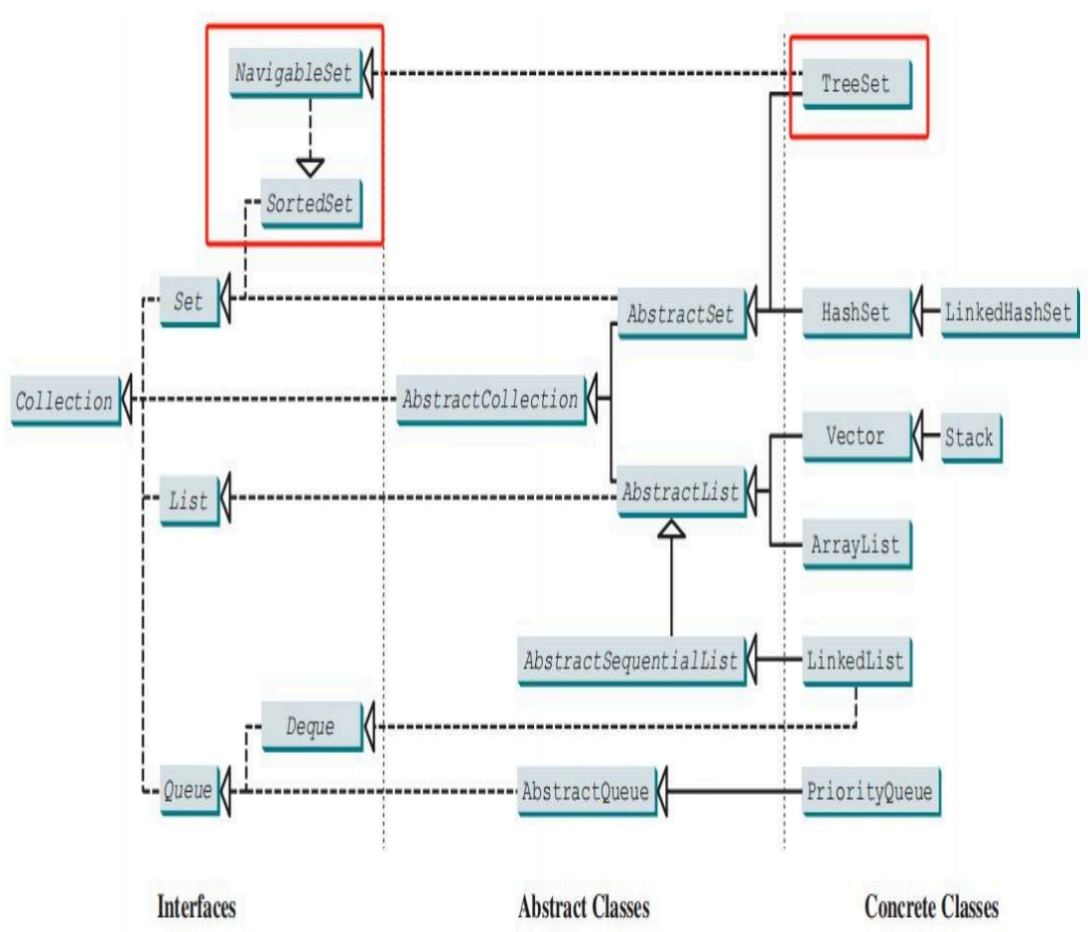 NavigableSet
TreeSet
SortedSet
Set
AbstractSet
HashSet
LinkedHashSet
Collection
AbstractCollection
Vector
Stack
List
AbstractList
ArrayList
AbstractSequentialList
LinkedList
Deque
Queue
AbstractQueue
PriorityQueue
Interfaces
Abstract Classes
Concrete Classes